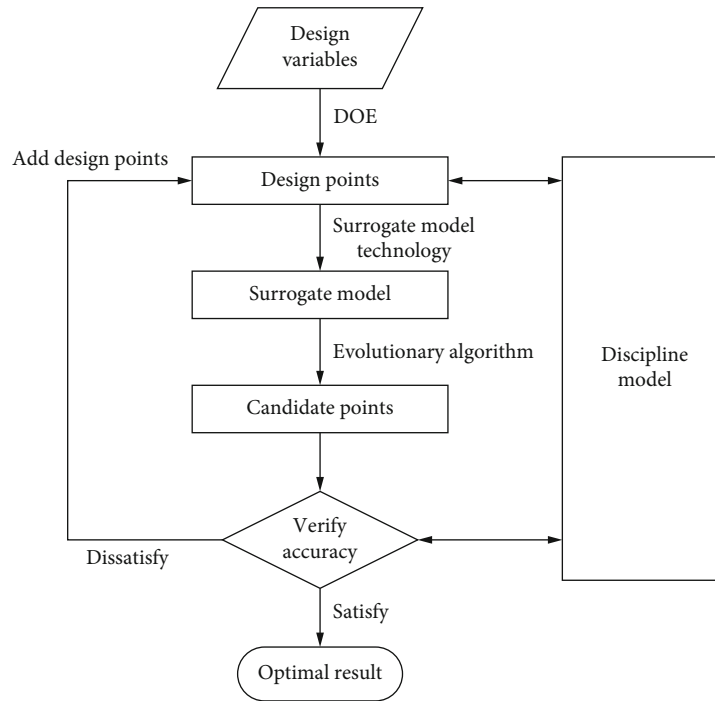 Design
variables
DOE
Add design points
Design points
Surrogate model
technology
Surrogate model
Evolutionary algorithm
Discipline
model
Candidate points
Verify
accuracy
Dissatisfy
Satisfy
Optimal result